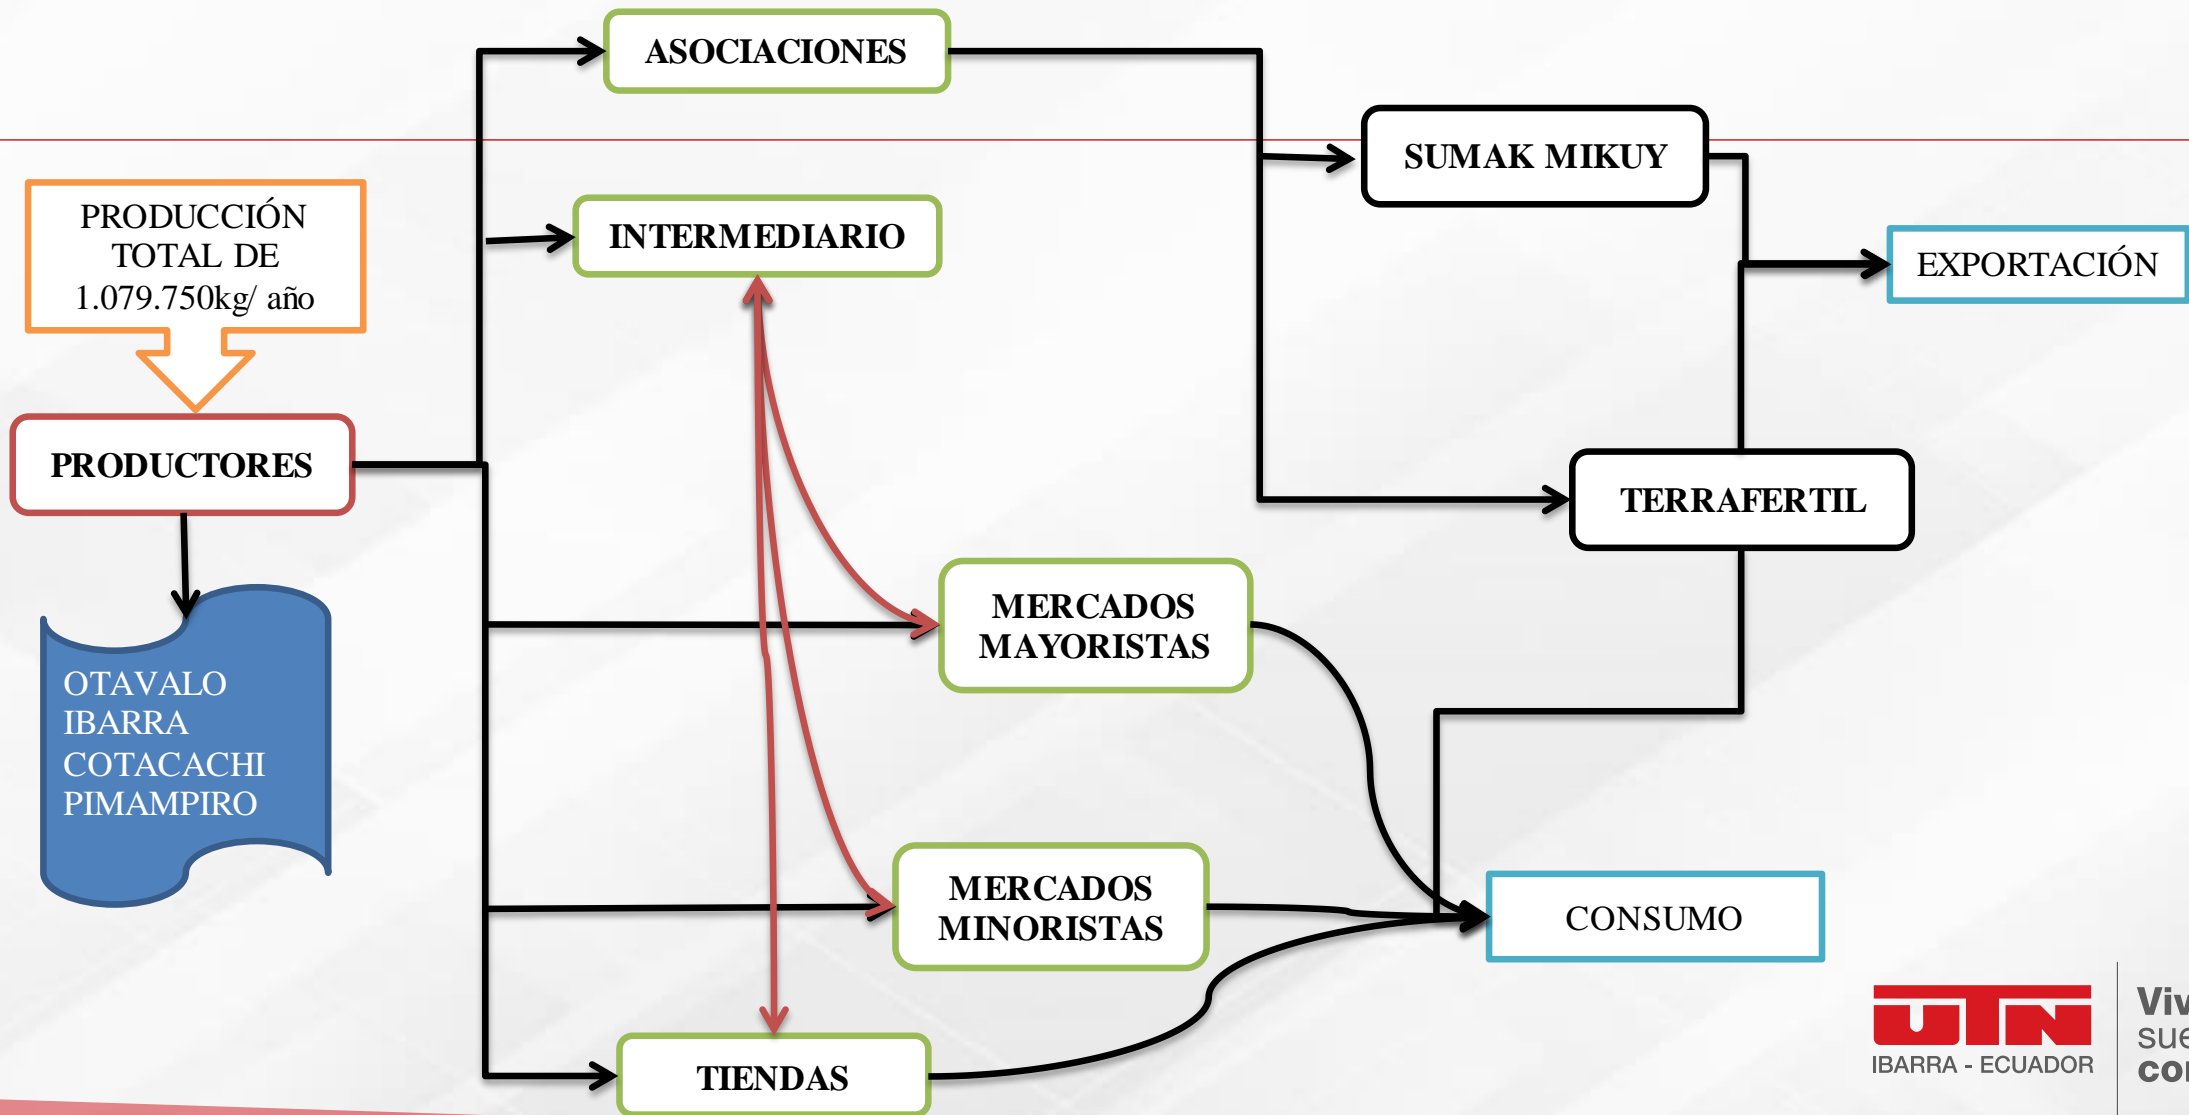 ASOCIACIONES
SUMAK MIKUY
PRODUCCIÓN
TOTAL DE
1.079.750kg/ año
INTERMEDIARIO
EXPORTACIÓN
PRODUCTORES
TERRAFERTIL
MERCADOS
MAYORISTAS
OTAVALO
IBARRA
COTACACHI
PIMAMPIRO
MERCADOS
MINORISTAS
CONSUMO
TIENDAS
UTN
IBARRA - ECUADOR